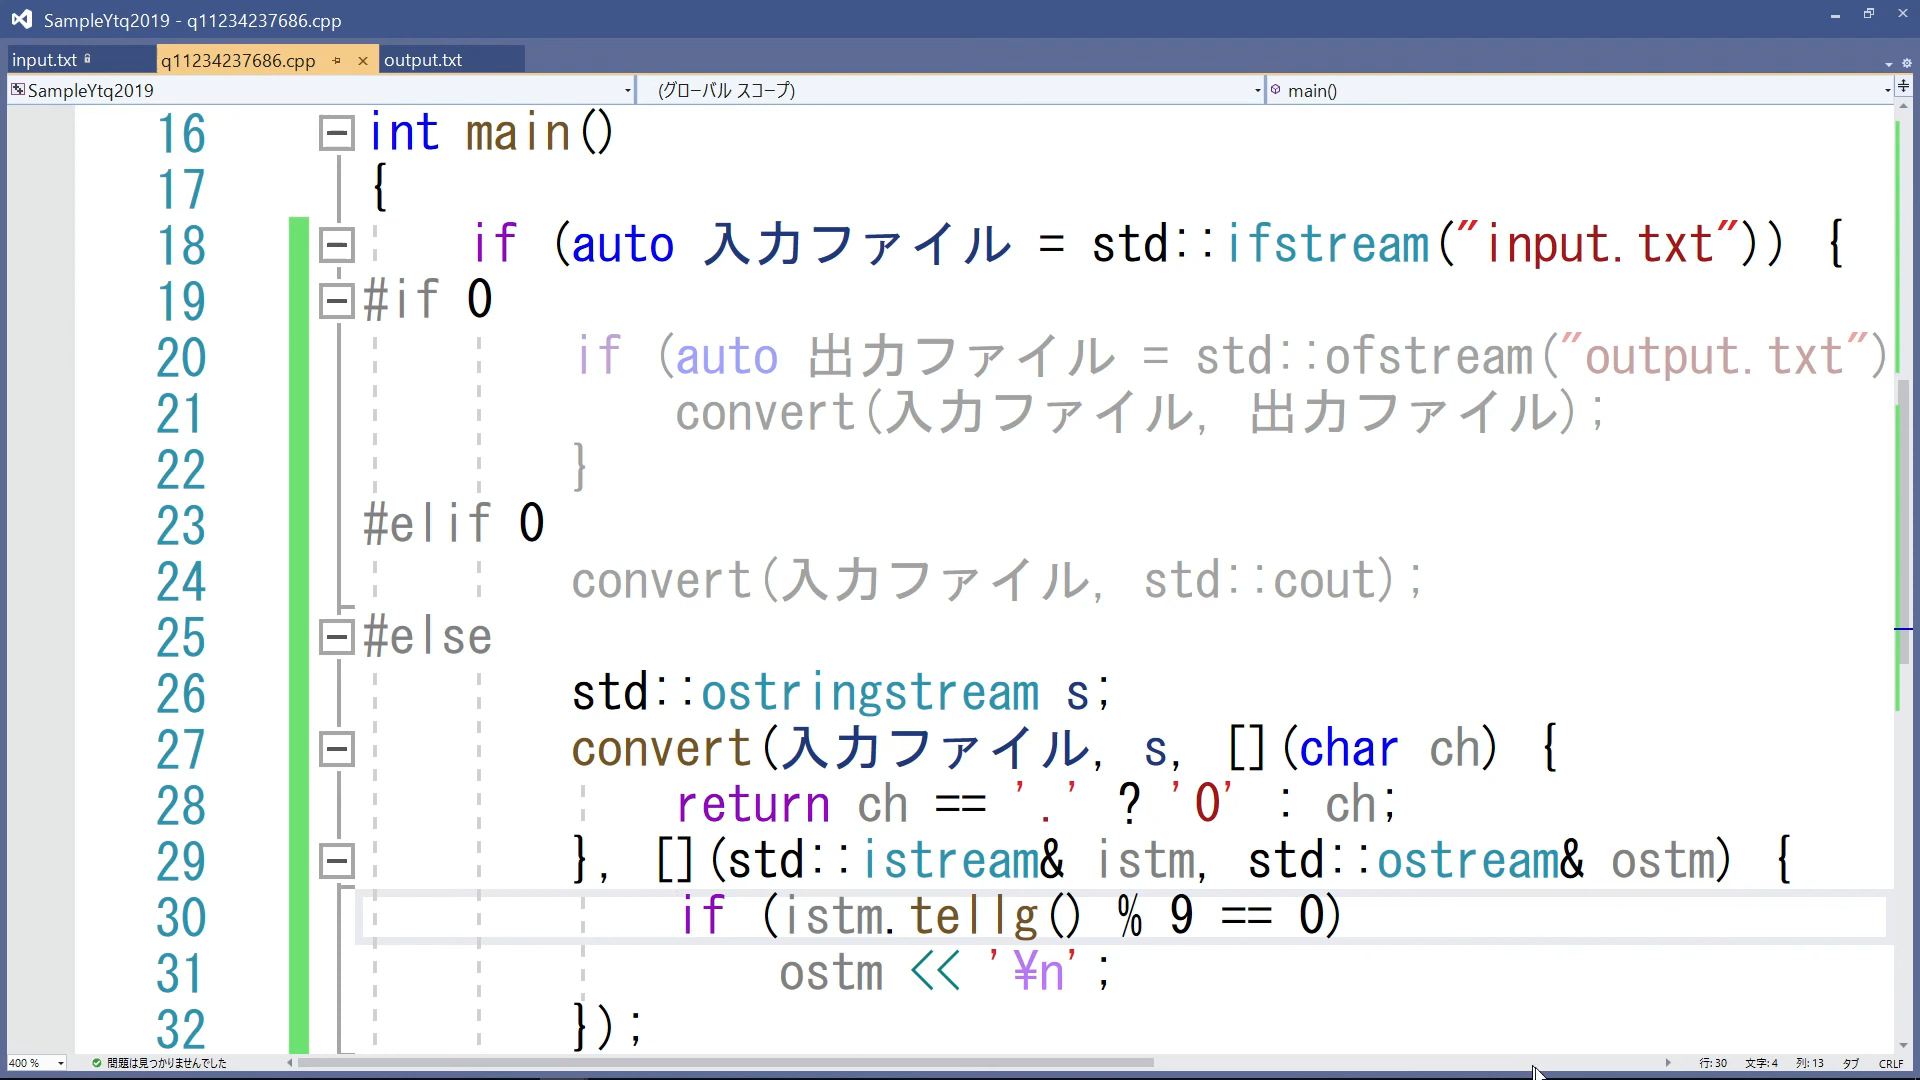 SampleYtq2019 - q11234237686.cpp
input.txt q11234237686.cpp output.txt
SampleYtq2019 (グローバル スコープ) main()
16 int main()
17 {
18 if (auto 入力ファイル = std::ifstream("input.txt")) {
19 #if 0
20 if (auto 出力ファイル = std::ofstream("output.txt")
21 convert(入力ファイル, 出力ファイル);
22 }
23 #elif 0
24 convert(入力ファイル, std::cout);
25 #else
26 std::ostringstream s;
27 convert(入力ファイル, s, [](char ch) {
28 return ch == '.' ? '0' : ch;
29 }, [](std::istream& istm, std::ostream& ostm) {
30 if (istm.tellg() % 9 == 0)
31 ostm << '¥n';
32 });
400 % 問題は見つかりませんでした 行:30 文字:4 列:13 タブ CRLF